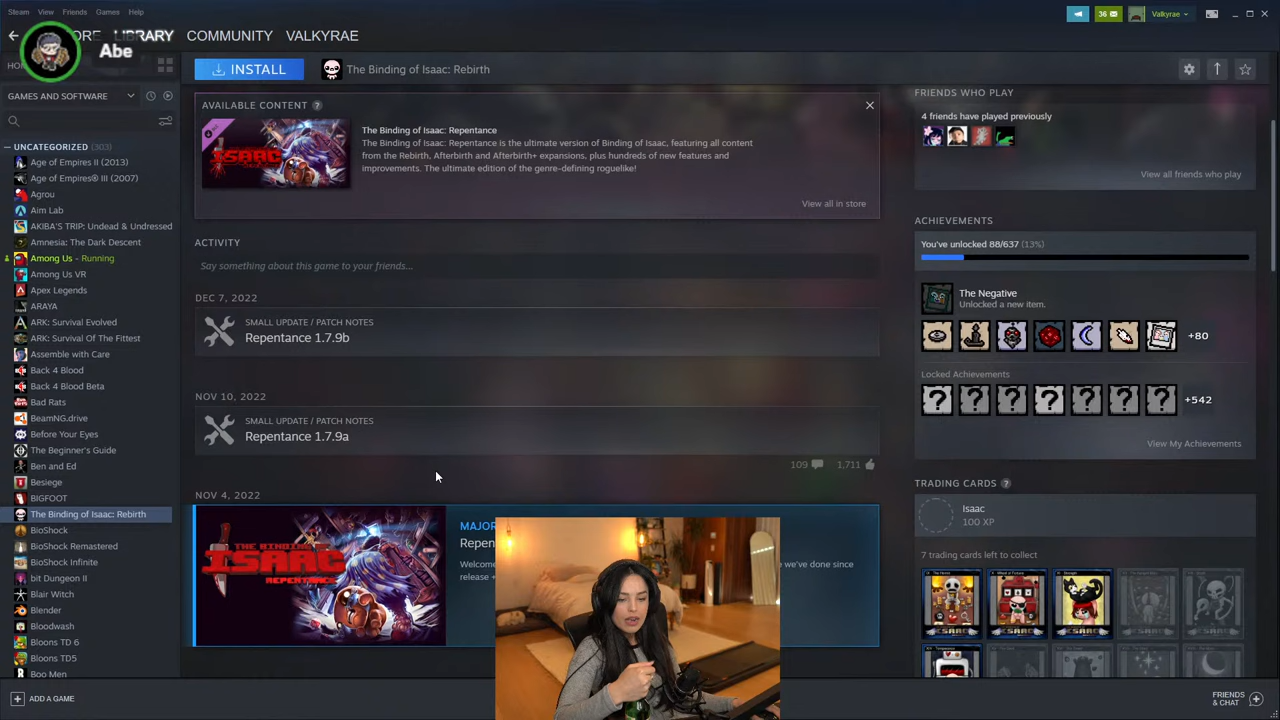 Steam View Friends Games Help
36 Valkyrae
LIBRARY COMMUNITY VALKYRAE
Abe
GAMES AND SOFTWARE
INSTALL The Binding of Isaac: Rebirth
UNCATEGORIZED (303)
Age of Empires II (2013)
Age of Empires® III (2007)
Agrou
Aim Lab
AKIBA'S TRIP: Undead & Undressed
Amnesia: The Dark Descent
Among Us - Running
Among Us VR
Apex Legends
ARAYA
ARK: Survival Evolved
ARK: Survival Of The Fittest
Assemble with Care
Back 4 Blood
Back 4 Blood Beta
Bad Rats
BeamNG.drive
Before Your Eyes
The Beginner's Guide
Ben and Ed
Besiege
BIGFOOT
The Binding of Isaac: Rebirth
BioShock
BioShock Remastered
BioShock Infinite
bit Dungeon II
Blair Witch
Blender
Bloons TD 6
Bloodwash
Bloons TD5
Boo Men
ADD A GAME
AVAILABLE CONTENT ?
ISAAC
The Binding of Isaac: Repentance
The Binding of Isaac: Repentance is the ultimate version of Binding of Isaac, featuring all content
from the Rebirth, Afterbirth and Afterbirth+ expansions, plus hundreds of new features and
improvements. The ultimate edition of the genre-defining roguelike!
View all in store
ACTIVITY
Say something about this game to your friends...
DEC 7, 2022
SMALL UPDATE / PATCH NOTES
Repentance 1.7.9b
NOV 10, 2022
SMALL UPDATE / PATCH NOTES
Repentance 1.7.9a
109 1,711
NOV 4, 2022
THE BINDING OF
ISAAC
REPENTANCE
MAJOR
Repen
Welcome we've done since
release
FRIENDS WHO PLAY
4 friends have played previously
View all friends who play
ACHIEVEMENTS
You've unlocked 88/637 (13%)
The Negative
Unlocked a new item.
+80
Locked Achievements
+542
View My Achievements
TRADING CARDS ?
Isaac
100 XP
7 trading cards left to collect
FRIENDS
& CHAT